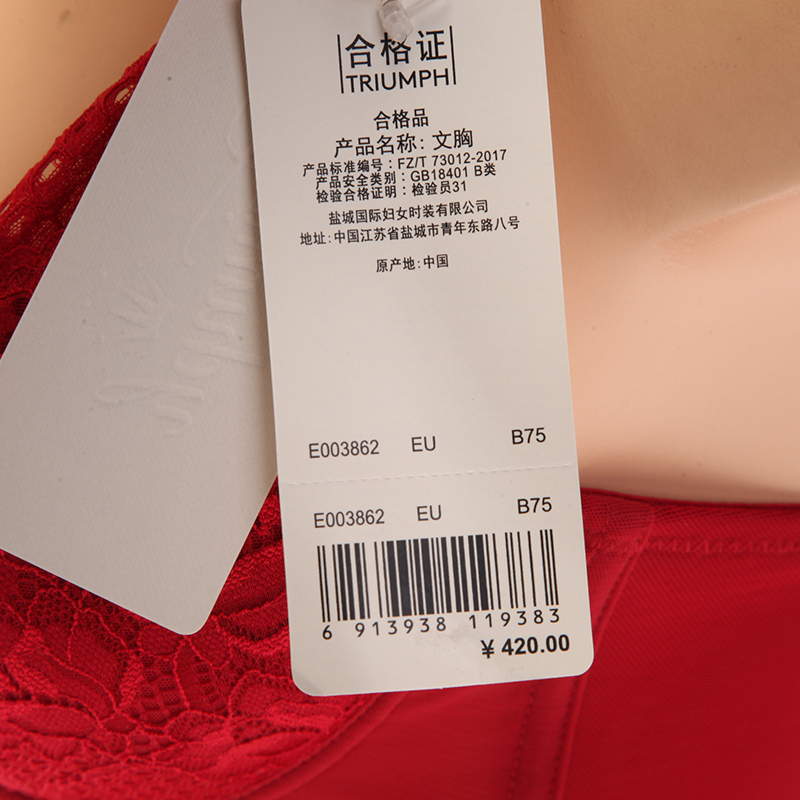 合格证
TRIUMPH
合格品
产品名称: 文胸
产品标准编号: FZ/T 73012-2017
产品安全类别: GB18401 B类
检验合格证明: 检验员31
盐城国际妇女时装有限公司
地址: 中国江苏省盐城市青年东路八号
原产地: 中国
E003862 EU B75
E003862 EU B75
6 913938 119383
¥ 420.00